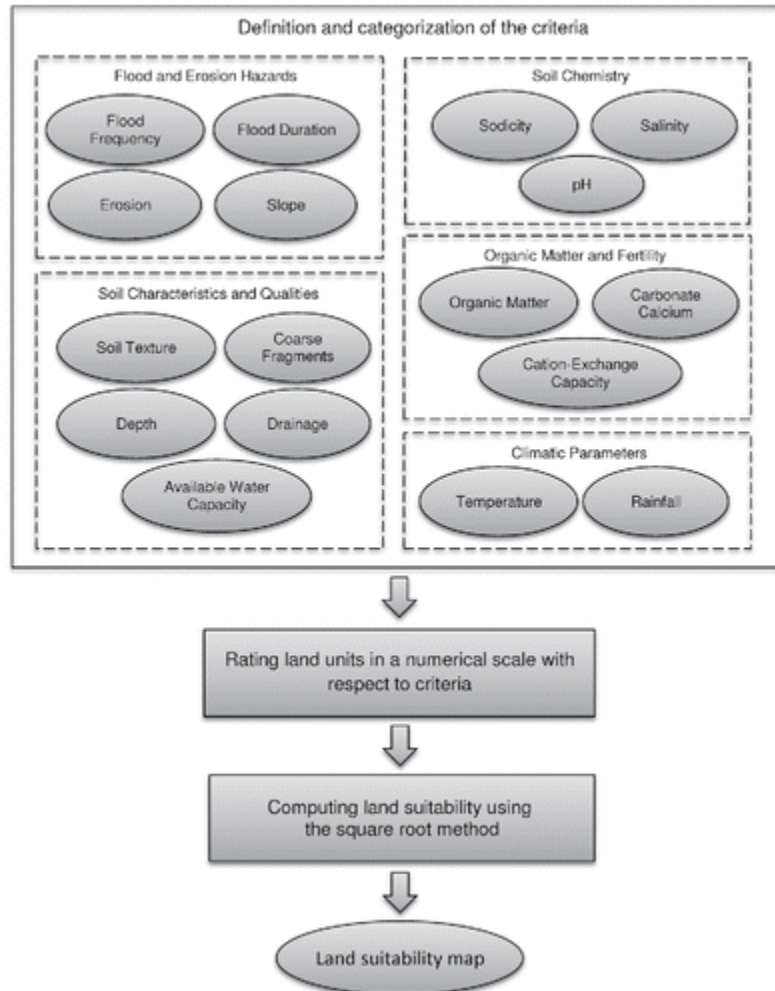 Definition and categorization of the criteria
Flood and Erosion Hazards
Flood
Frequency
Flood Duration
Erosion
Slope
Soil Characteristics and Qualities
Soil Texture
Coarse
Fragments
Depth
Drainage
Available Water
Capacity
Soil Chemistry
Sodicity
Salinity
pH
Organic Matter and Fertility
Organic Matter
Carbonate
Calcium
Cation-Exchange
Capacity
Climatic Parameters
Temperature
Rainfall
Rating land units in a numerical scale with
respect to criteria
Computing land suitability using
the square root method
Land suitability map